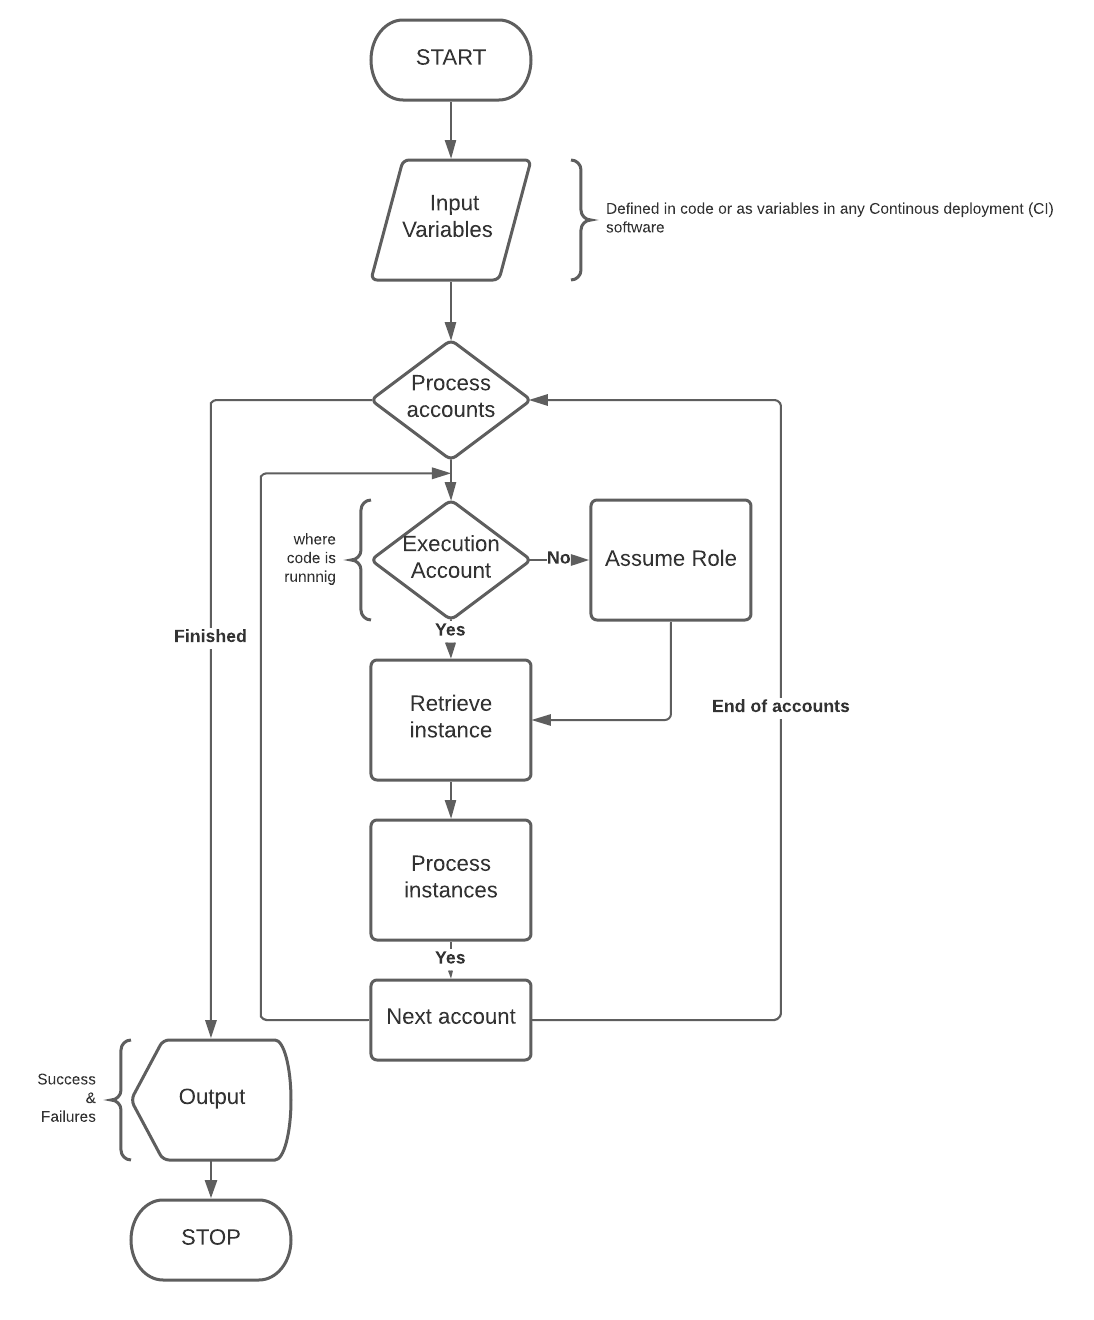 START
Input
Variables
Defined in code or as variables in any Continous deployment (CI)
software
Process
accounts
where
code is
runnnig
Execution
Account
No
Assume Role
Yes
Finished
Retrieve
instance
End of accounts
Process
instances
Yes
Next account
Success
&
Failures
Output
STOP